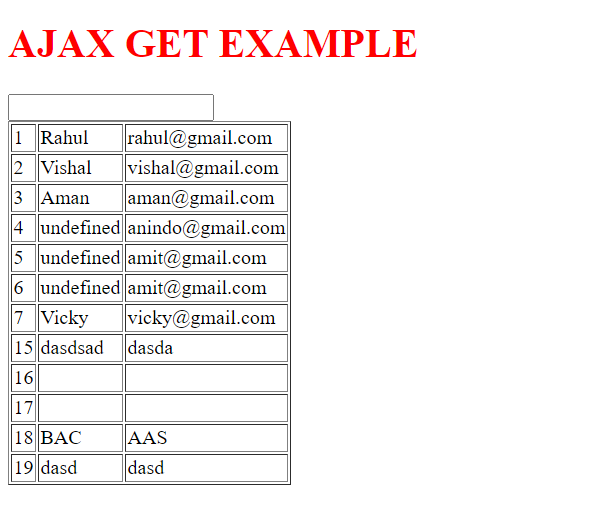 AJAX GET EXAMPLE
1 Rahul rahul@gmail.com
2 Vishal vishal@gmail.com
3 Aman aman@gmail.com
4 undefined anindo@gmail.com
5 undefined amit@gmail.com
6 undefined amit@gmail.com
7 Vicky vicky@gmail.com
15 dasdsad dasda
16
17
18 BAC AAS
19 dasd dasd